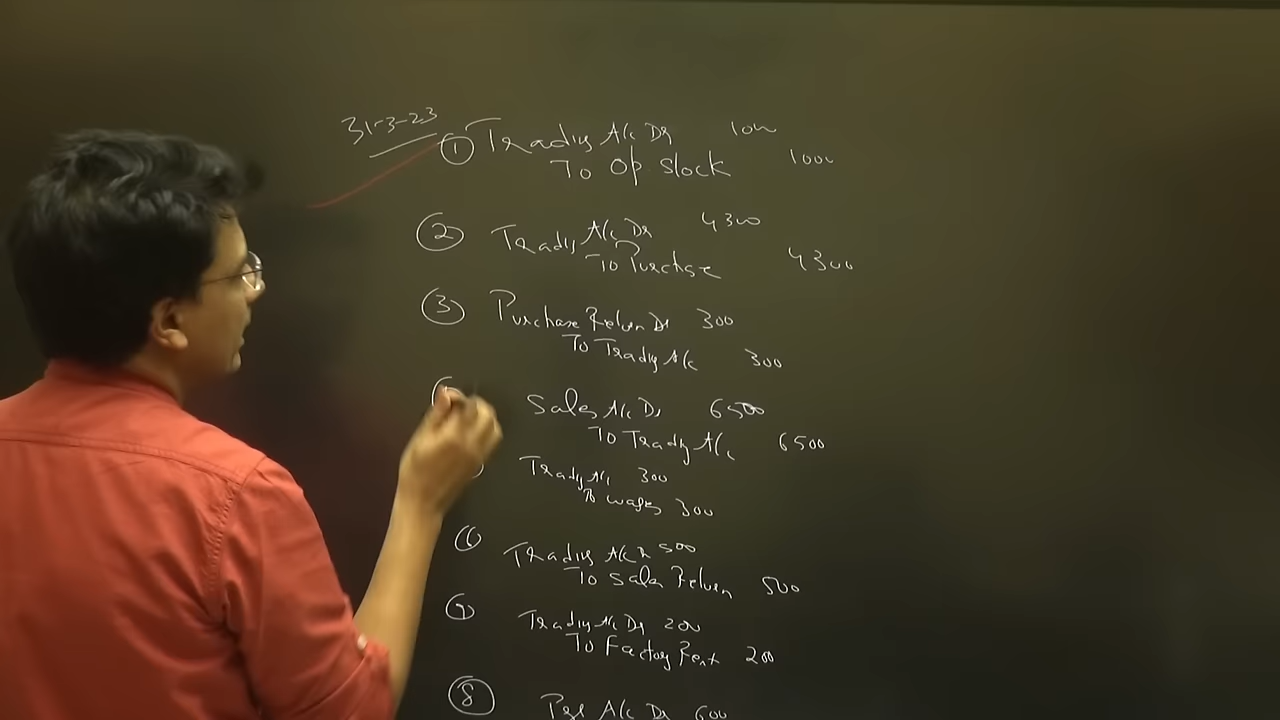 31-3-23
① Trading A/c Dr 1000
To Op. Stock 1000
② Trading A/c Dr 4300
To Purchase 4300
③ Purchase Return Dr 300
To Trading A/c 300
Sales A/c Dr 6500
To Trading A/c 6500
Trading A/c 300
To wages 300
⑥ Trading A/c Dr 500
To Sales Return 500
⑦ Trading A/c Dr 200
To Factory Rent 200
⑧ A/c Dr 600